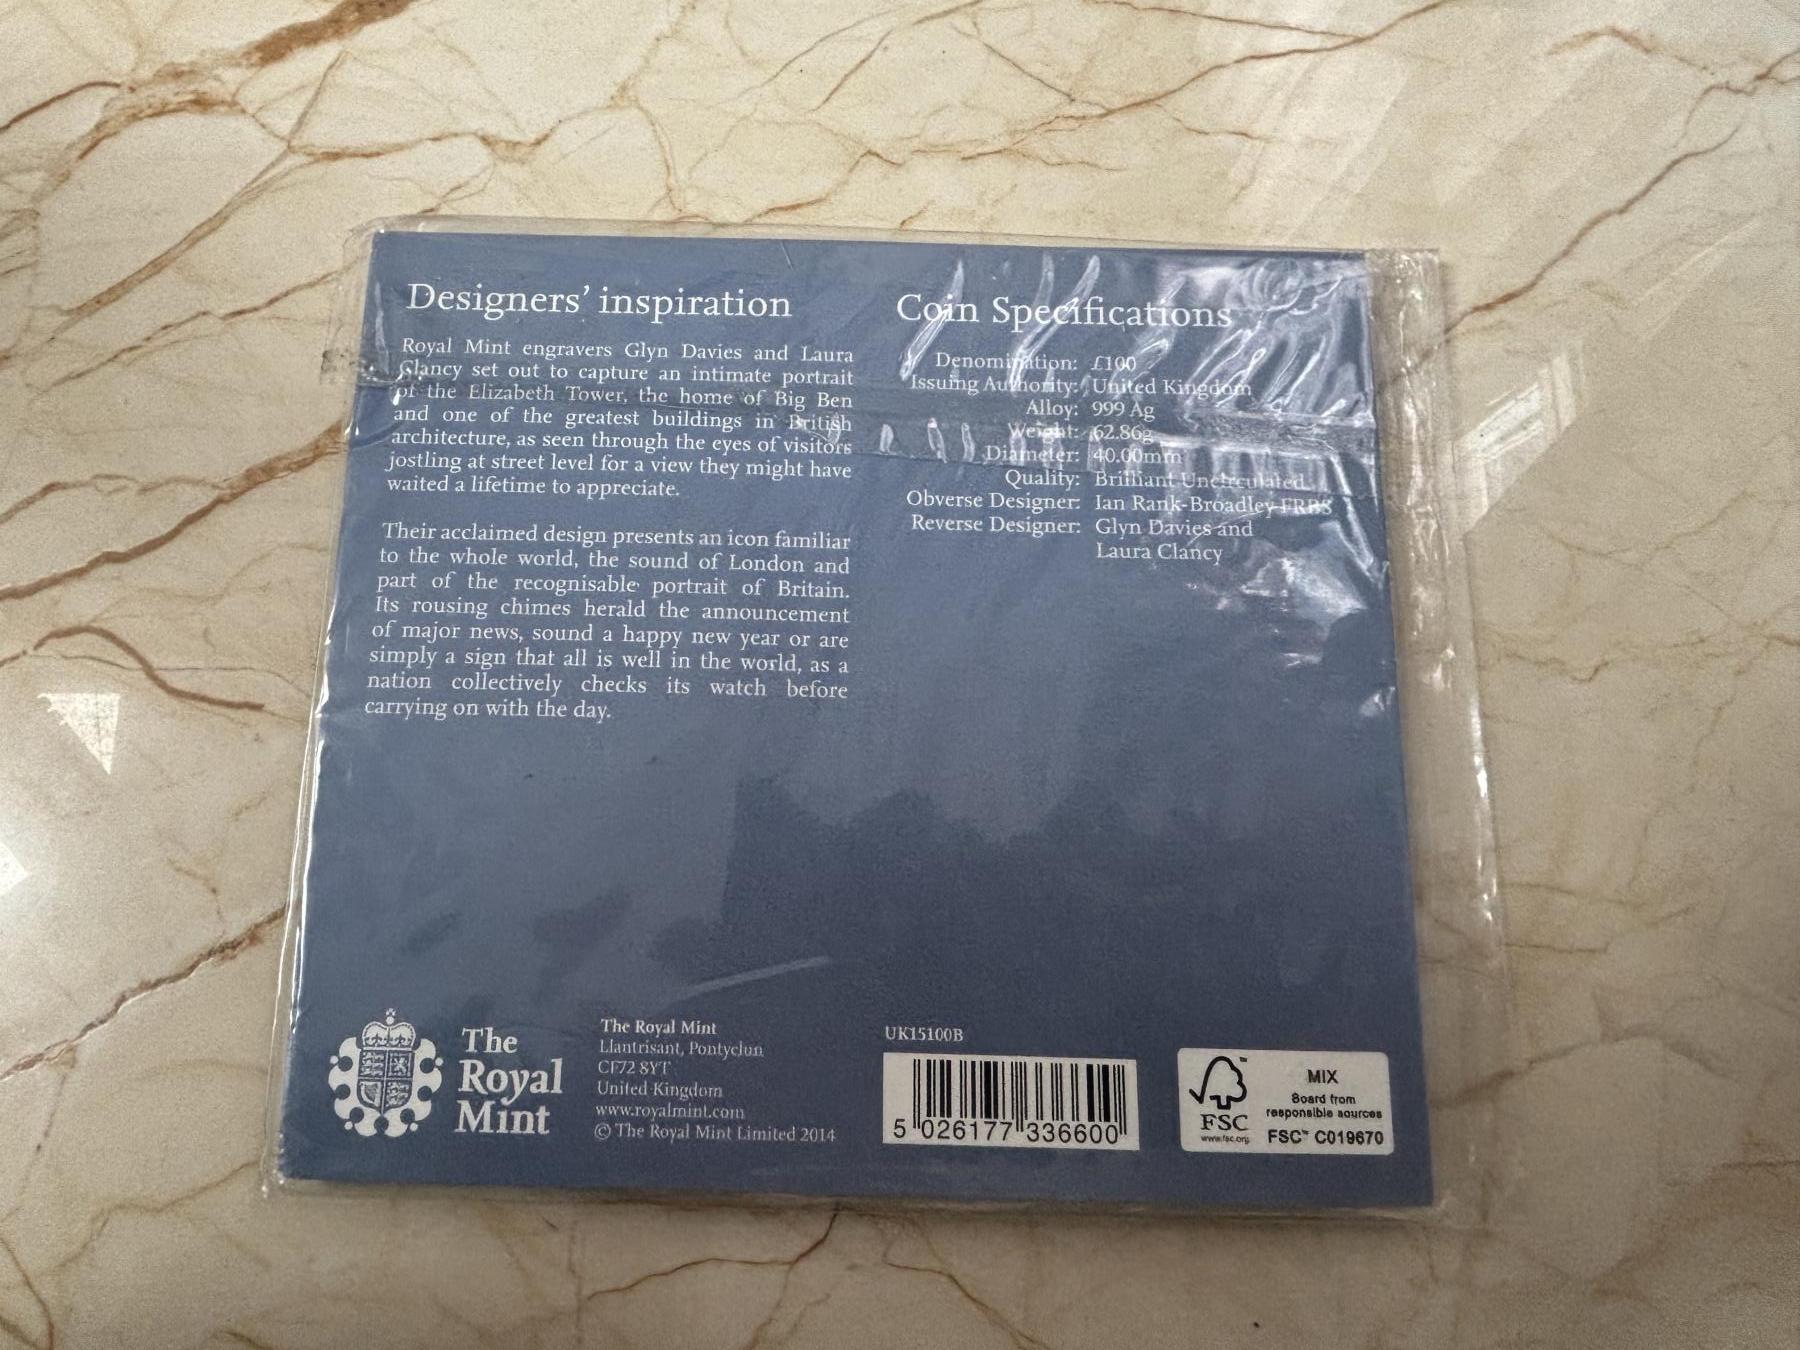 Designers' inspiration
Royal Mint engravers Glyn Davies and Laura
Clancy set out to capture an intimate portrait
of the Elizabeth Tower, the home of Big Ben
and one of the greatest buildings in British
architecture, as seen through the eyes of visitors
jostling at street level for a view they might have
waited a lifetime to appreciate.
Their acclaimed design presents an icon familiar
to the whole world, the sound of London and
part of the recognisable portrait of Britain.
Its rousing chimes herald the announcement
of major news, sound a happy new year or are
simply a sign that all is well in the world, as a
nation collectively checks its watch before
carrying on with the day.
Coin Specifications
Denomination: £100
Issuing Authority: United Kingdom
Alloy: 999 Ag
Weight: 62.86g
Diameter: 40.00mm
Quality: Brilliant Uncirculated
Obverse Designer: Ian Rank-Broadley FRBS
Reverse Designer: Glyn Davies and
Laura Clancy
The
Royal
Mint
The Royal Mint
Llantrisant, Pontyclun
CF72 8YT
United Kingdom
www.royalmint.com
© The Royal Mint Limited 2014
UK15100B
5 026177 336600
FSC
www.fsc.org
MIX
Board from
responsible sources
FSC™ C019670